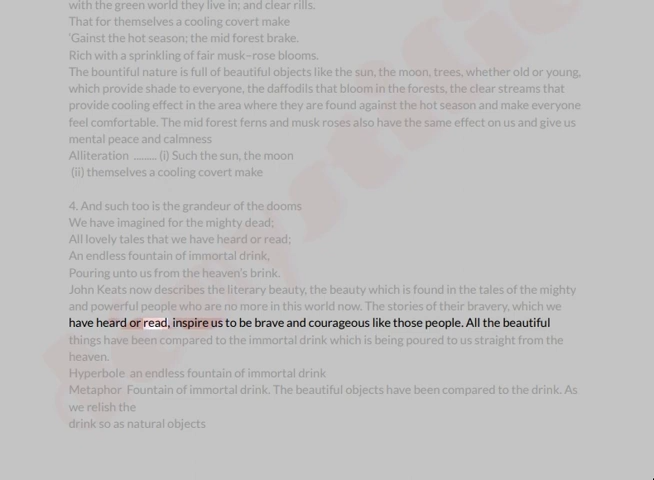 with the green world they live in; and clear rills.
That for themselves a cooling covert make
'Gainst the hot season; the mid forest brake.
Rich with a sprinkling of fair musk–rose blooms.
The bountiful nature is full of beautiful objects like the sun, the moon, trees, whether old or young,
which provide shade to everyone, the daffodils that bloom in the forests, the clear streams that
provide cooling effect in the area where they are found against the hot season and make everyone
feel comfortable. The mid forest ferns and musk roses also have the same effect on us and give us
mental peace and calmness
Alliteration ......... (i) Such the sun, the moon
(ii) themselves a cooling covert make
4. And such too is the grandeur of the dooms
We have imagined for the mighty dead;
All lovely tales that we have heard or read;
An endless fountain of immortal drink,
Pouring unto us from the heaven's brink.
John Keats now describes the literary beauty, the beauty which is found in the tales of the mighty
and powerful people who are no more in this world now. The stories of their bravery, which we
have heard or read, inspire us to be brave and courageous like those people. All the beautiful
things have been compared to the immortal drink which is being poured to us straight from the
heaven.
Hyperbole an endless fountain of immortal drink
Metaphor Fountain of immortal drink. The beautiful objects have been compared to the drink. As
we relish the
drink so as natural objects